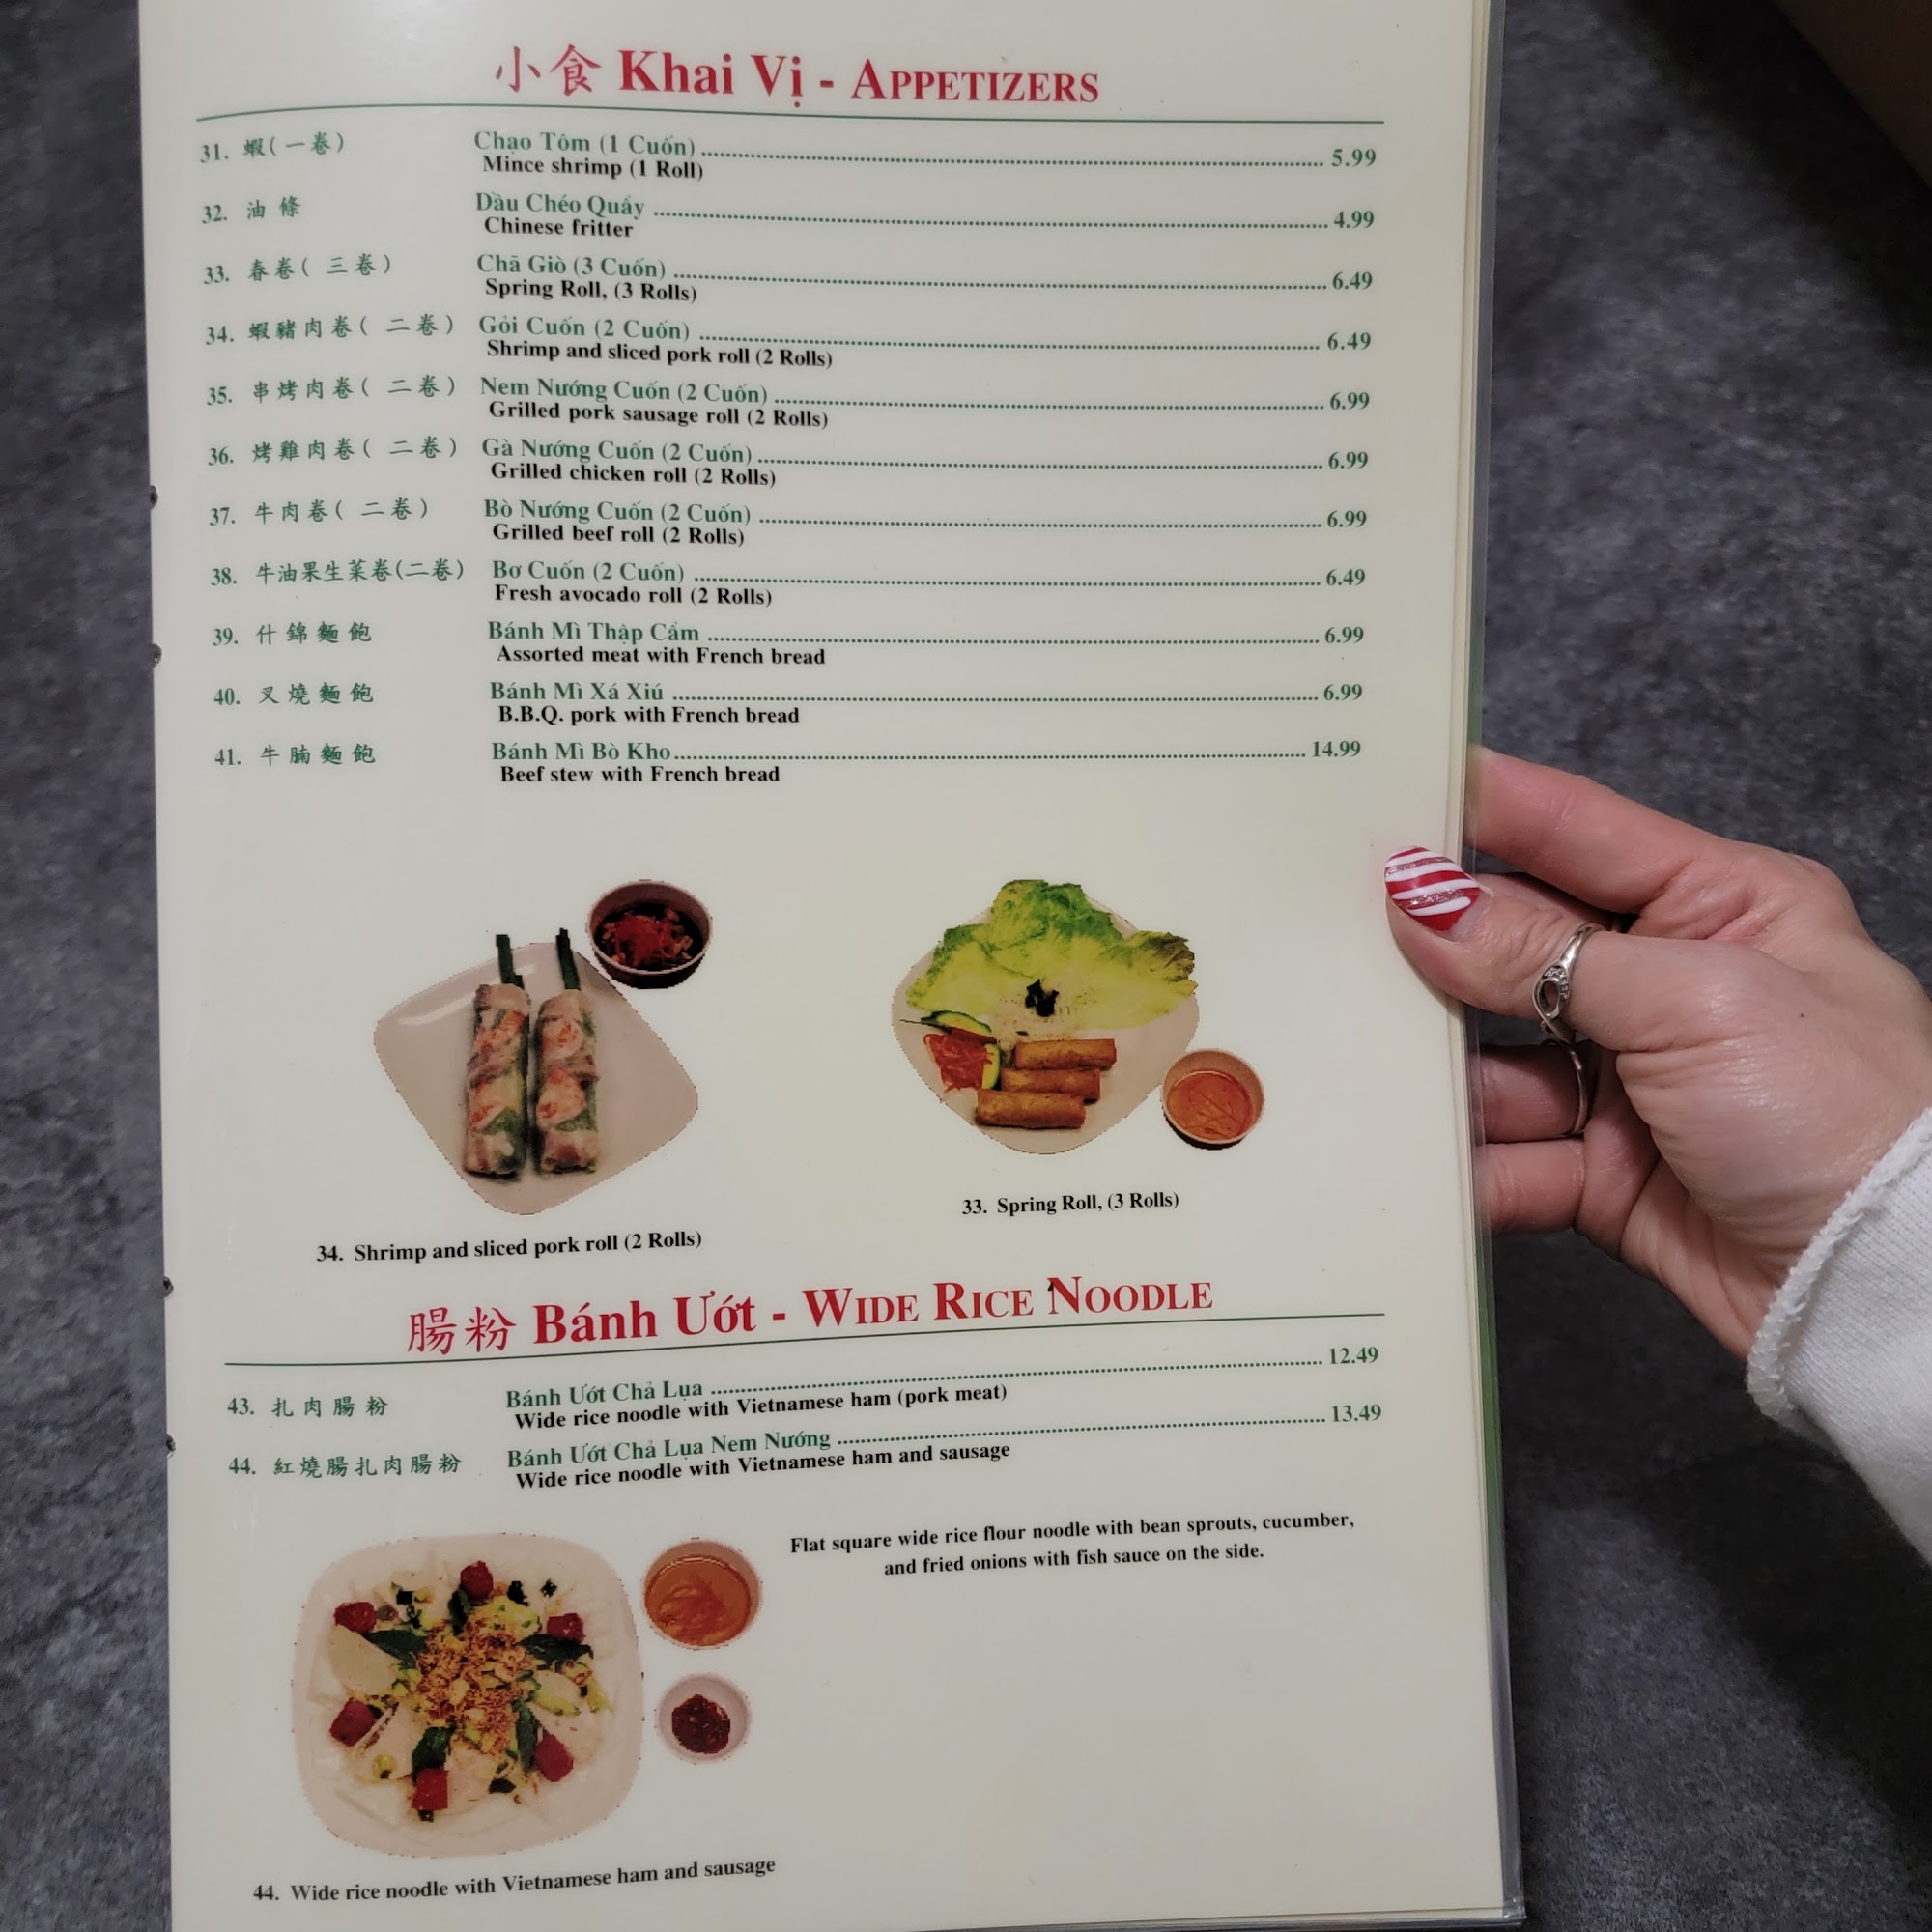 小食 Khai Vị - APPETIZERS
31. 蝦(一卷) Chạo Tôm (1 Cuốn) 5.99
Mince shrimp (1 Roll)
32. 油條 Dầu Chéo Quẩy 4.99
Chinese fritter
33. 春卷( 三卷) Chã Giò (3 Cuốn) 6.49
Spring Roll, (3 Rolls)
34. 蝦豬肉卷( 二卷) Gỏi Cuốn (2 Cuốn) 6.49
Shrimp and sliced pork roll (2 Rolls)
35. 串烤肉卷( 二卷) Nem Nướng Cuốn (2 Cuốn) 6.99
Grilled pork sausage roll (2 Rolls)
36. 烤雞肉卷( 二卷) Gà Nướng Cuốn (2 Cuốn) 6.99
Grilled chicken roll (2 Rolls)
37. 牛肉卷( 二卷) Bò Nướng Cuốn (2 Cuốn) 6.99
Grilled beef roll (2 Rolls)
38. 牛油果生菜卷(二卷) Bơ Cuốn (2 Cuốn) 6.49
Fresh avocado roll (2 Rolls)
39. 什錦麵飽 Bánh Mì Thập Cẩm 6.99
Assorted meat with French bread
40. 叉燒麵飽 Bánh Mì Xá Xiú 6.99
B.B.Q. pork with French bread
41. 牛腩麵飽 Bánh Mì Bò Kho 14.99
Beef stew with French bread
34. Shrimp and sliced pork roll (2 Rolls)
33. Spring Roll, (3 Rolls)
腸粉 Bánh Ướt - WIDE RICE NOODLE
43. 扎肉腸粉 Bánh Ướt Chả Lụa 12.49
Wide rice noodle with Vietnamese ham (pork meat)
44. 紅燒腸扎肉腸粉 Bánh Ướt Chả Lụa Nem Nướng 13.49
Wide rice noodle with Vietnamese ham and sausage
Flat square wide rice flour noodle with bean sprouts, cucumber,
and fried onions with fish sauce on the side.
44. Wide rice noodle with Vietnamese ham and sausage